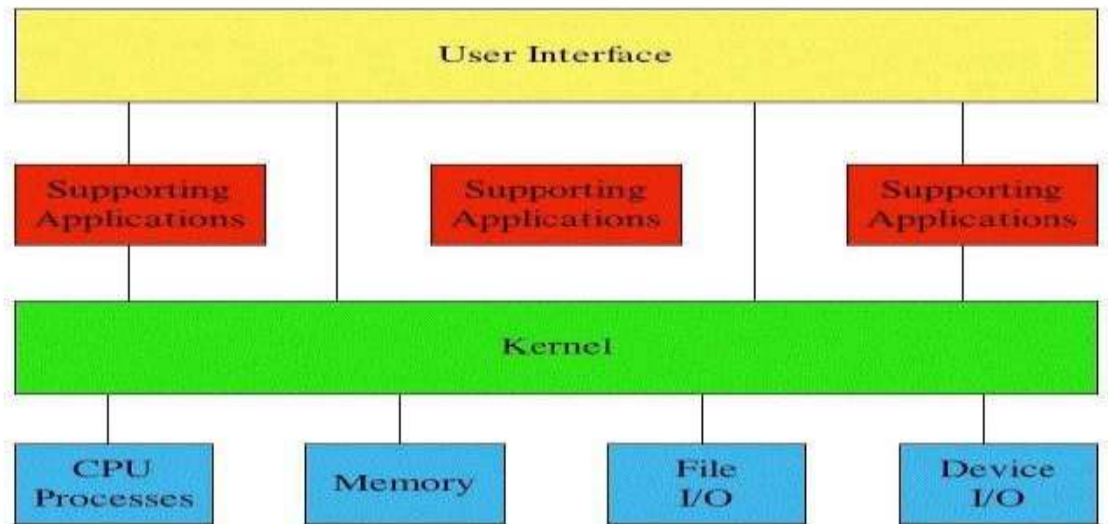 User Interface
Supporting
Applications
Supporting
Applications
Supporting
Applications
Kernel
CPU
Processes
Memory
File
I/O
Device
I/O